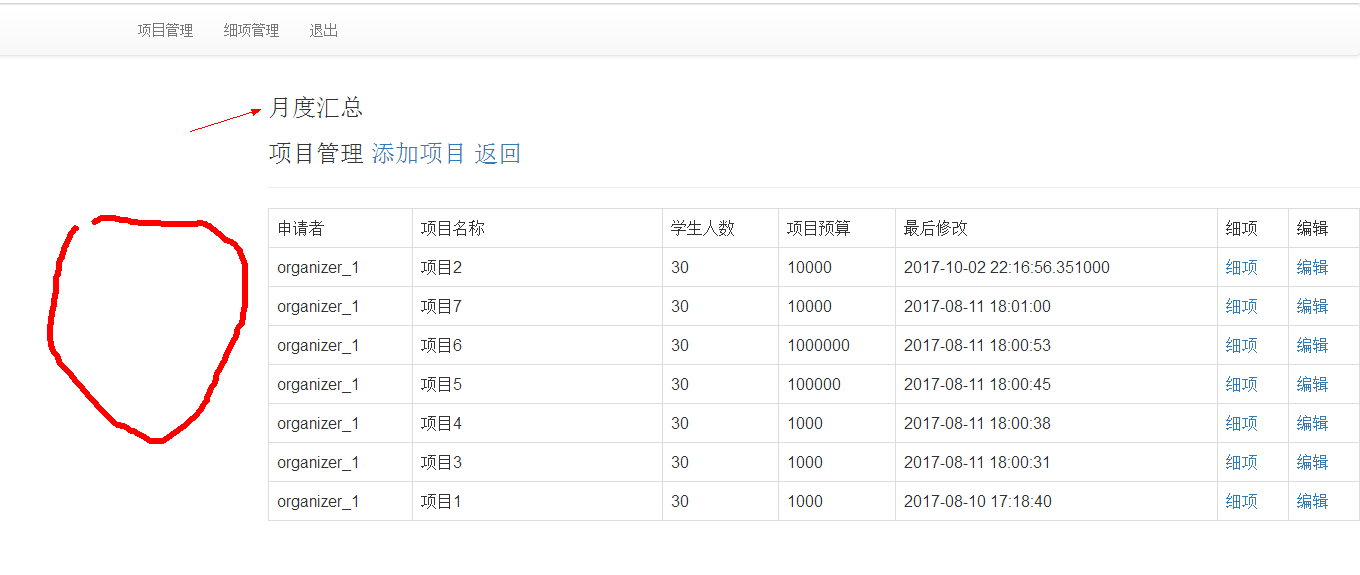 项目管理 细项管理 退出
月度汇总
项目管理 添加项目 返回
申请者 项目名称 学生人数 项目预算 最后修改 细项 编辑
organizer_1 项目2 30 10000 2017-10-02 22:16:56.351000 细项 编辑
organizer_1 项目7 30 10000 2017-08-11 18:01:00 细项 编辑
organizer_1 项目6 30 1000000 2017-08-11 18:00:53 细项 编辑
organizer_1 项目5 30 100000 2017-08-11 18:00:45 细项 编辑
organizer_1 项目4 30 1000 2017-08-11 18:00:38 细项 编辑
organizer_1 项目3 30 1000 2017-08-11 18:00:31 细项 编辑
organizer_1 项目1 30 1000 2017-08-10 17:18:40 细项 编辑